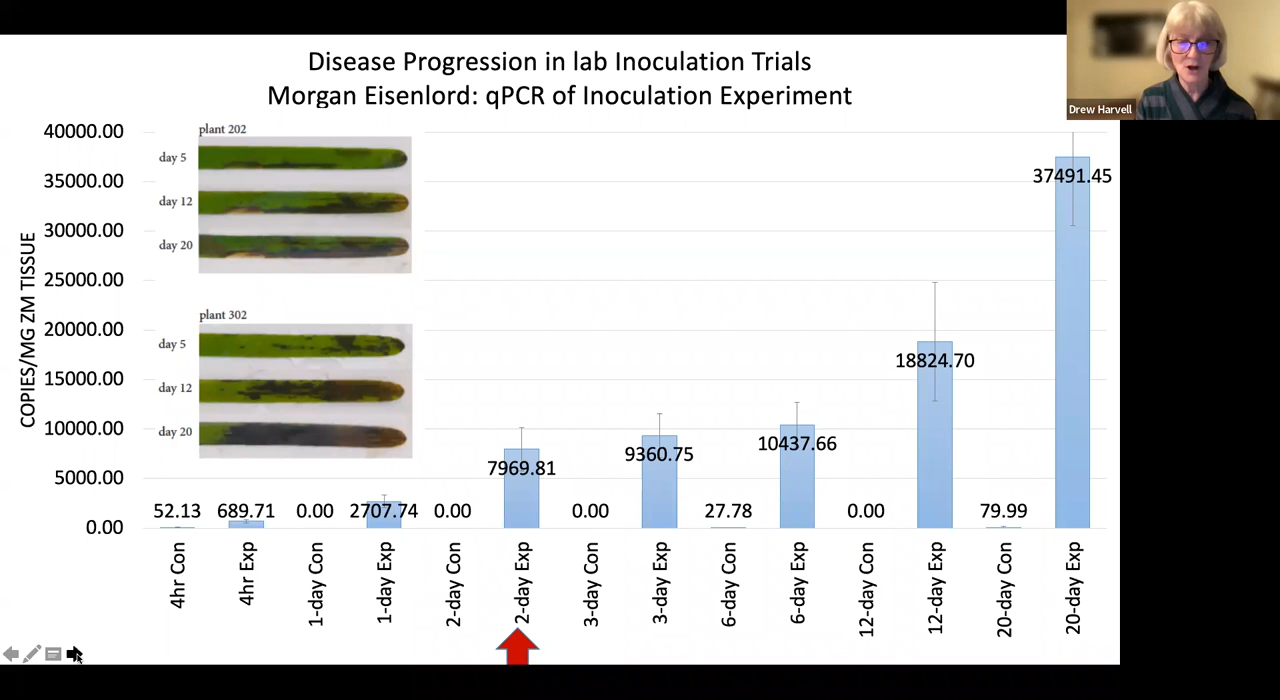 Disease Progression in lab Inoculation Trials
Morgan Eisenlord: qPCR of Inoculation Experiment
Drew Harvell
COPIES/MG ZM TISSUE
40000.00
35000.00
30000.00
25000.00
20000.00
15000.00
10000.00
5000.00
0.00
plant 202
day 5
day 12
day 20
plant 302
day 5
day 12
day 20
52.13
689.71
0.00
2707.74
0.00
7969.81
0.00
9360.75
27.78
10437.66
0.00
18824.70
79.99
37491.45
4hr Con
4hr Exp
1-day Con
1-day Exp
2-day Con
2-day Exp
3-day Con
3-day Exp
6-day Con
6-day Exp
12-day Con
12-day Exp
20-day Con
20-day Exp